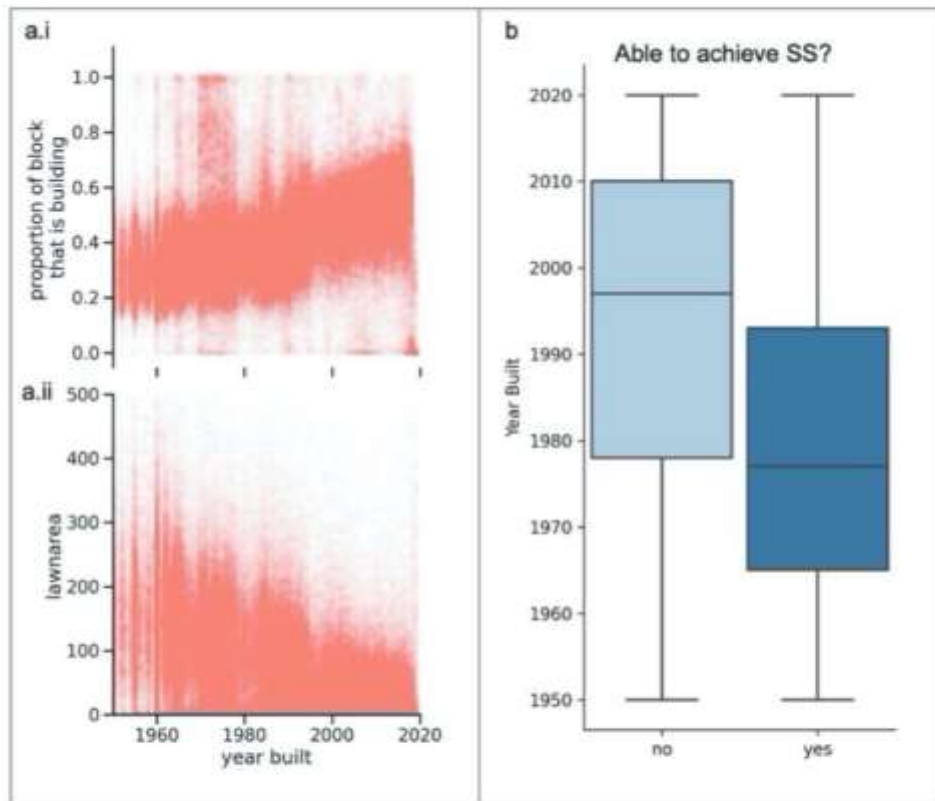 a.i
1.0
0.8
0.6
0.4
0.2
0.0
proportion of block
that is building
a.ii
500
400
300
200
100
0
lawnarea
1960 1980 2000 2020
year built
b
Able to achieve SS?
2020
2010
2000
1990
1980
1970
1960
1950
Year Built
no yes